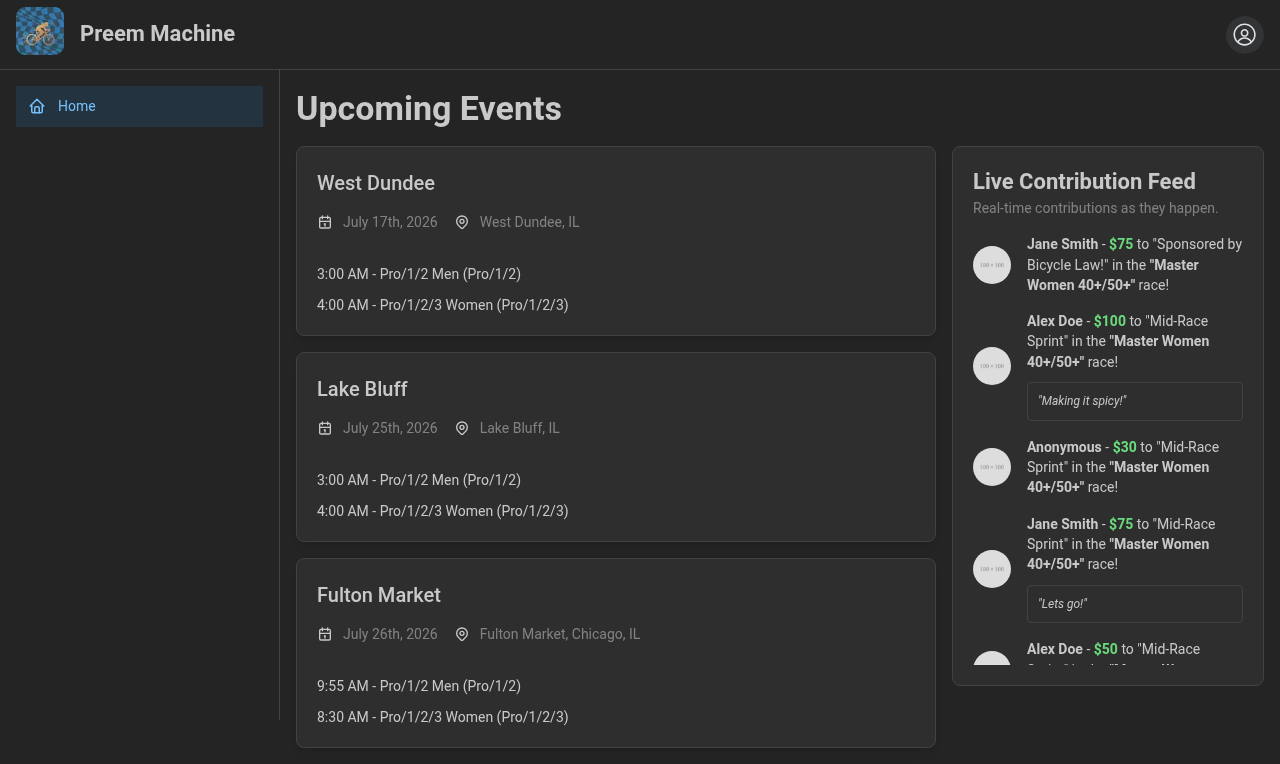 Preem Machine
Home
Upcoming Events
West Dundee
July 17th, 2026 West Dundee, IL
3:00 AM - Pro/1/2 Men (Pro/1/2)
4:00 AM - Pro/1/2/3 Women (Pro/1/2/3)
Lake Bluff
July 25th, 2026 Lake Bluff, IL
3:00 AM - Pro/1/2 Men (Pro/1/2)
4:00 AM - Pro/1/2/3 Women (Pro/1/2/3)
Fulton Market
July 26th, 2026 Fulton Market, Chicago, IL
9:55 AM - Pro/1/2 Men (Pro/1/2)
8:30 AM - Pro/1/2/3 Women (Pro/1/2/3)
Live Contribution Feed
Real-time contributions as they happen.
100 × 100
Jane Smith - $75 to "Sponsored by
Bicycle Law!" in the "Master
Women 40+/50+" race!
100 × 100
Alex Doe - $100 to "Mid-Race
Sprint" in the "Master Women
40+/50+" race!
"Making it spicy!"
100 × 100
Anonymous - $30 to "Mid-Race
Sprint" in the "Master Women
40+/50+" race!
100 × 100
Jane Smith - $75 to "Mid-Race
Sprint" in the "Master Women
40+/50+" race!
"Lets go!"
Alex Doe - $50 to "Mid-Race